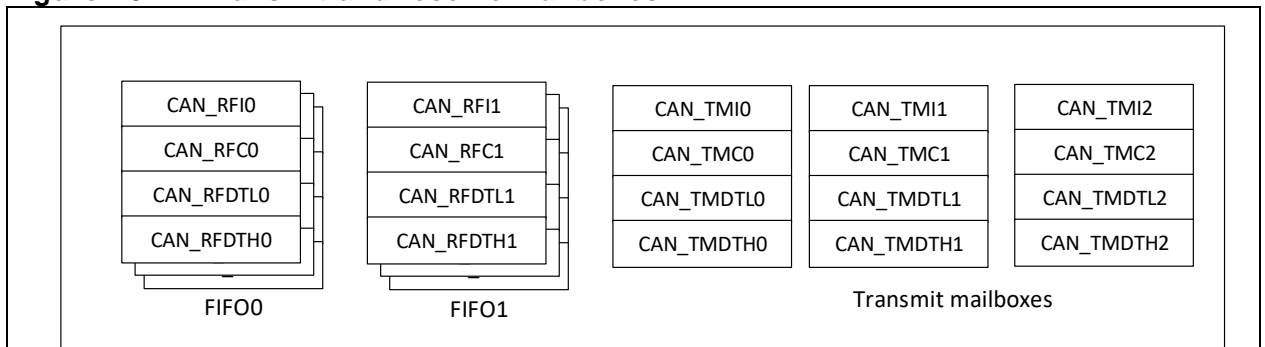 CAN_RFI0
CAN_RFC0
CAN_RFDTL0
CAN_RFDTH0
FIFO0
CAN_RFI1
CAN_RFC1
CAN_RFDTL1
CAN_RFDTH1
FIFO1
CAN_TMI0
CAN_TMC0
CAN_TMDTL0
CAN_TMDTH0
CAN_TMI1
CAN_TMC1
CAN_TMDTL1
CAN_TMDTH1
CAN_TMI2
CAN_TMC2
CAN_TMDTL2
CAN_TMDTH2
Transmit mailboxes